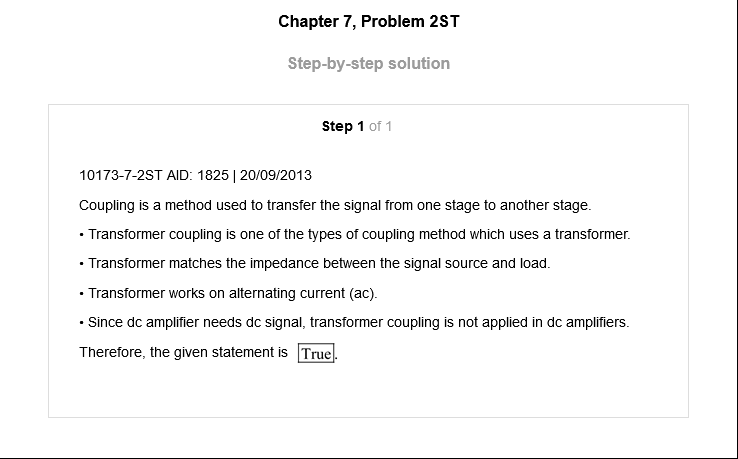 Chapter 7, Problem 2ST
Step-by-step solution
Step 1 of 1
10173-7-2ST AID: 1825 | 20/09/2013
Coupling is a method used to transfer the signal from one stage to another stage.
• Transformer coupling is one of the types of coupling method which uses a transformer.
• Transformer matches the impedance between the signal source and load.
• Transformer works on alternating current (ac).
• Since dc amplifier needs dc signal, transformer coupling is not applied in dc amplifiers.
Therefore, the given statement is True.